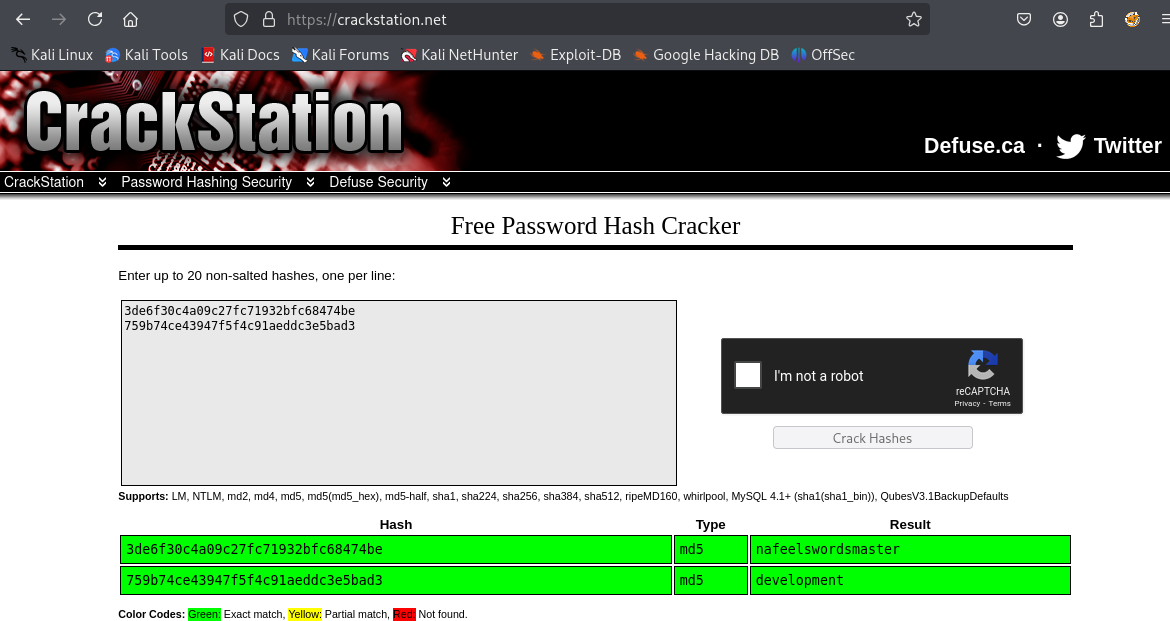 https://crackstation.net
Kali Linux Kali Tools Kali Docs Kali Forums Kali NetHunter Exploit-DB Google Hacking DB OffSec
CrackStation
Defuse.ca · Twitter
CrackStation Password Hashing Security Defuse Security
Free Password Hash Cracker
Enter up to 20 non-salted hashes, one per line:
3de6f30c4a09c27fc71932bfc68474be
759b74ce43947f5f4c91aeddc3e5bad3
I'm not a robot
reCAPTCHA
Privacy - Terms
Crack Hashes
Supports: LM, NTLM, md2, md4, md5, md5(md5_hex), md5-half, sha1, sha224, sha256, sha384, sha512, ripeMD160, whirlpool, MySQL 4.1+ (sha1(sha1_bin)), QubesV3.1BackupDefaults
Hash Type Result
3de6f30c4a09c27fc71932bfc68474be md5 nafeelswordsmaster
759b74ce43947f5f4c91aeddc3e5bad3 md5 development
Color Codes: Green: Exact match, Yellow: Partial match, Red: Not found.